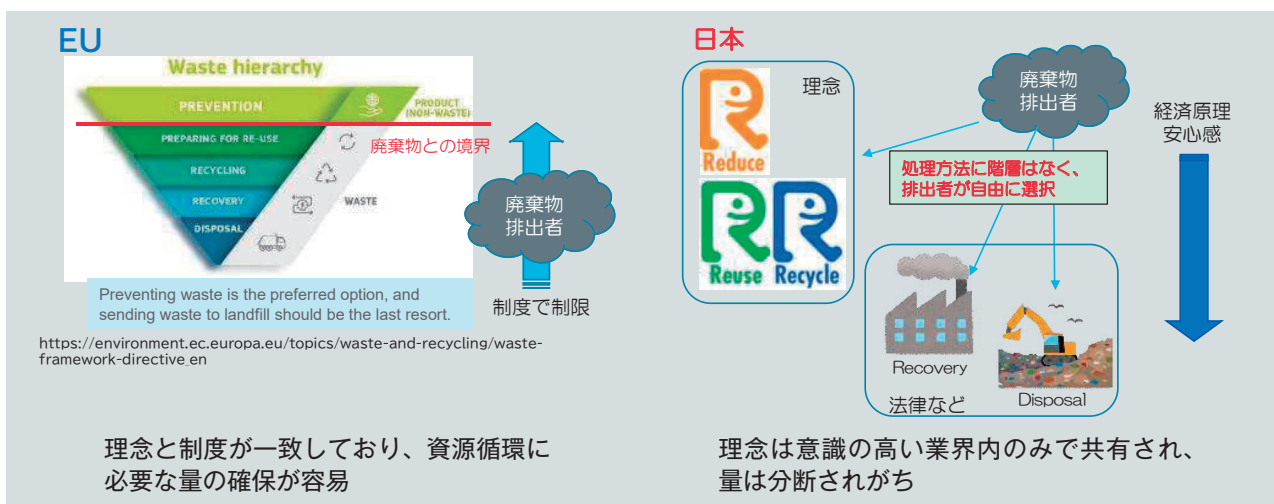 EU
Waste hierarchy
PREVENTION
PRODUCT
(NON-WASTE)
PREPARING FOR RE-USE
廃棄物との境界
RECYCLING
RECOVERY
WASTE
DISPOSAL
廃棄物
排出者
Preventing waste is the preferred option, and
sending waste to landfill should be the last resort.
制度で制限
https://environment.ec.europa.eu/topics/waste-and-recycling/waste-
framework-directive_en
理念と制度が一致しており、資源循環に
必要な量の確保が容易
日本
理念
Reduce
Reuse
Recycle
廃棄物
排出者
経済原理
安心感
処理方法に階層はなく、
排出者が自由に選択
Recovery
Disposal
法律など
理念は意識の高い業界内のみで共有され、
量は分断されがち